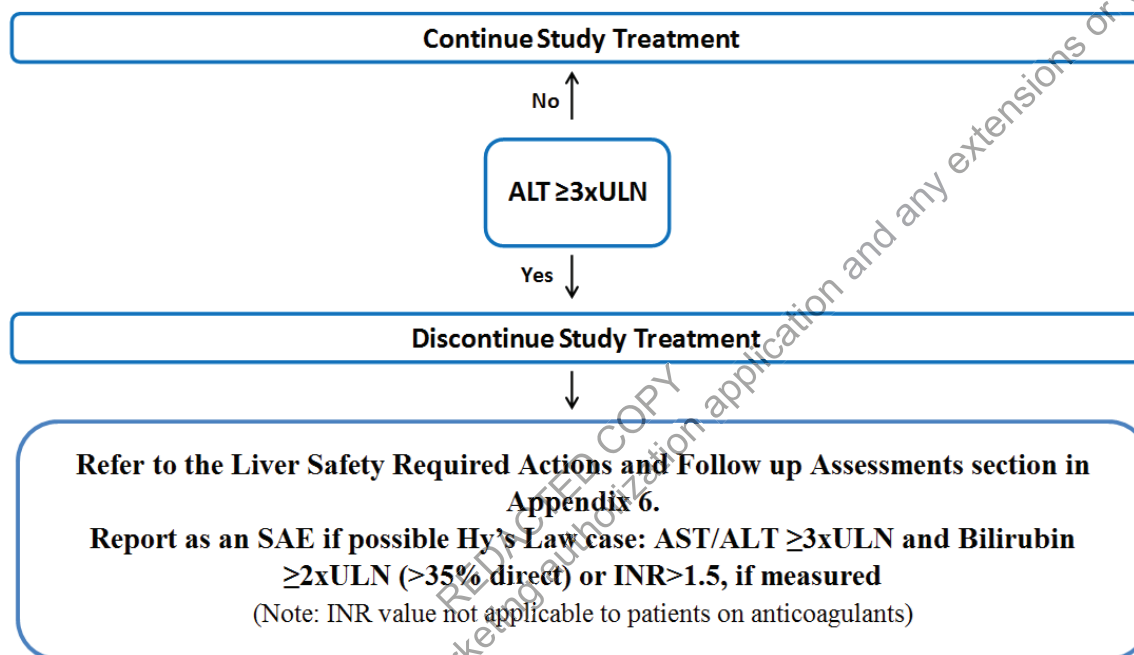 Continue Study Treatment
No
ALT ≥3xULN
Yes
Discontinue Study Treatment
Refer to the Liver Safety Required Actions and Follow up Assessments section in
Appendix 6.
Report as an SAE if possible Hy's Law case: AST/ALT ≥3xULN and Bilirubin
≥2xULN (>35% direct) or INR>1.5, if measured
(Note: INR value not applicable to patients on anticoagulants)
REDACTED COPY
marketing authorization application and any extensions or